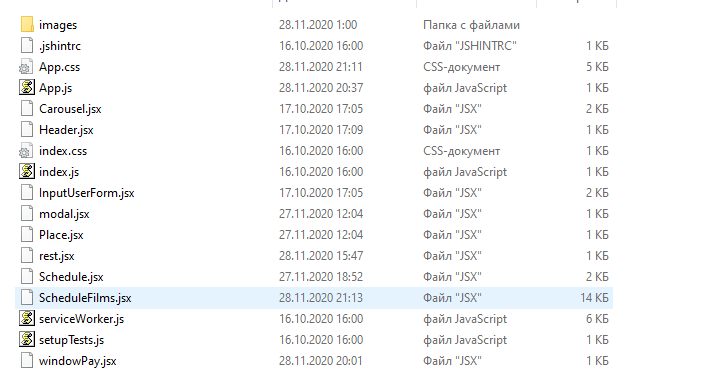 images 28.11.2020 1:00 Папка с файлами
.jshintrc 16.10.2020 16:00 Файл "JSHINTRC" 1 КБ
App.css 28.11.2020 21:11 CSS-документ 5 КБ
App.js 28.11.2020 20:37 файл JavaScript 1 КБ
Carousel.jsx 17.10.2020 17:05 Файл "JSX" 2 КБ
Header.jsx 17.10.2020 17:09 Файл "JSX" 1 КБ
index.css 16.10.2020 16:00 CSS-документ 1 КБ
index.js 16.10.2020 16:00 файл JavaScript 1 КБ
InputUserForm.jsx 17.10.2020 17:05 Файл "JSX" 2 КБ
modal.jsx 27.11.2020 12:04 Файл "JSX" 1 КБ
Place.jsx 27.11.2020 12:04 Файл "JSX" 1 КБ
rest.jsx 28.11.2020 15:47 Файл "JSX" 1 КБ
Schedule.jsx 27.11.2020 18:52 Файл "JSX" 2 КБ
ScheduleFilms.jsx 28.11.2020 21:13 Файл "JSX" 14 КБ
serviceWorker.js 16.10.2020 16:00 файл JavaScript 6 КБ
setupTests.js 16.10.2020 16:00 файл JavaScript 1 КБ
windowPay.jsx 28.11.2020 20:01 Файл "JSX" 1 КБ